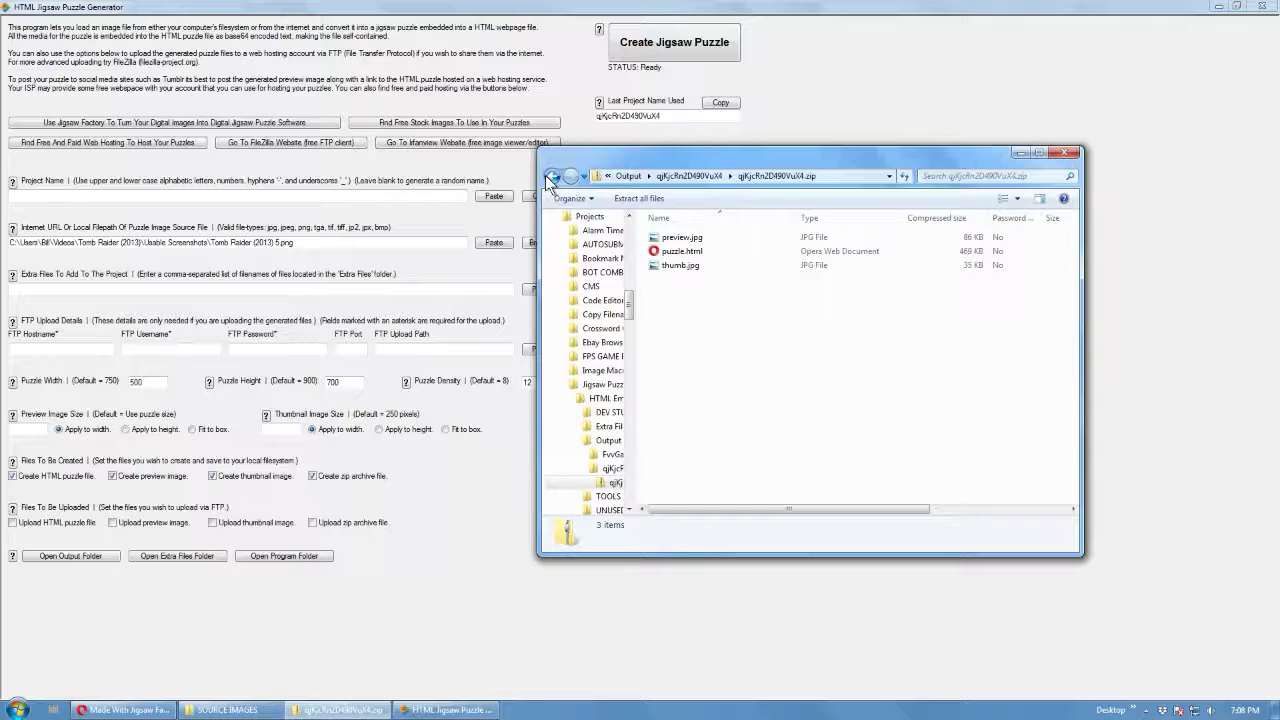 HTML Jigsaw Puzzle Generator
This program lets you load an image file from either your computer's filesystem or from the internet and convert it into a jigsaw puzzle embedded into a HTML webpage file.
All the media for the puzzle is embedded into the HTML puzzle file as base64 encoded text, making the file self-contained.
You can also use the options below to upload the generated puzzle files to a web hosting account via FTP (File Transfer Protocol) if you wish to share them via the internet.
For more advanced uploading try FileZilla (filezilla-project.org).
To post your puzzle to social media sites such as Tumblr its best to post the generated preview image along with a link to the HTML puzzle hosted on a web hosting service.
Your ISP may provide some free webspace with your account that you can use for hosting your puzzles. You can also find free and paid hosting via the buttons below.
? Create Jigsaw Puzzle
STATUS: Ready
? Last Project Name Used Copy
qjKjcRn2D490VuX4
Use Jigsaw Factory To Turn Your Digital Images Into Digital Jigsaw Puzzle Software Find Free Stock Images To Use In Your Puzzles
Find Free And Paid Web Hosting To Host Your Puzzles Go To FileZilla Website (free FTP client) Go To Irfanview Website (free image viewer/editor)
? Project Name | (Use upper and lower case alphabetic letters, numbers, hyphens '-', and underscores '_'.) (Leave blank to generate a random name.)
Paste
? Internet URL Or Local Filepath Of Puzzle Image Source File | (Valid file-types: jpg, jpeg, png, tga, tif, tiff, jp2, jpx, bmp)
C:\Users\Bill\Videos\Tomb Raider (2013)\Usable Screenshots\Tomb Raider (2013) 5.png Paste
? Extra Files To Add To The Project | (Enter a comma-separated list of filenames of files located in the 'Extra Files' folder.)
? FTP Upload Details | (These details are only needed if you are uploading the generated files.) (Fields marked with an asterisk are required for the upload.)
FTP Hostname* FTP Username* FTP Password* FTP Port FTP Upload Path
? Puzzle Width | (Default = 750) 500 ? Puzzle Height | (Default = 900) 700 ? Puzzle Density | (Default = 8) 12
? Preview Image Size | (Default = Use puzzle size) ? Thumbnail Image Size | (Default = 250 pixels)
Apply to width. Apply to height. Fit to box. Apply to width. Apply to height. Fit to box.
? Files To Be Created | (Set the files you wish to create and save to your local filesystem.)
Create HTML puzzle file. Create preview image. Create thumbnail image. Create zip archive file.
? Files To Be Uploaded | (Set the files you wish to upload via FTP.)
Upload HTML puzzle file Upload preview image. Upload thumbnail image. Upload zip archive file.
? Open Output Folder Open Extra Files Folder Open Program Folder
« Output qjKjcRn2D490VuX4 qjKjcRn2D490VuX4.zip Search qjKjcRn2D490VuX4.zip
Organize Extract all files
Name Type Compressed size Password ... Size
preview.jpg JPG File 86 KB No
puzzle.html Opera Web Document 469 KB No
thumb.jpg JPG File 35 KB No
Projects
Alarm Time
AUTOSUBM
Bookmark M
BOT COMB
CMS
Code Editor
Copy Filena
Crossword
Ebay Brows
FPS GAME
Image Mac
Jigsaw Puzz
HTML Em
DEV STU
Extra Fil
Output
FvvGa
qjKjcF
qjKj
TOOLS
UNUSED
3 items
Made With Jigsaw Fa... SOURCE IMAGES qjKjcRn2D490VuX4.zip HTML Jigsaw Puzzle ... Desktop » 7:08 PM